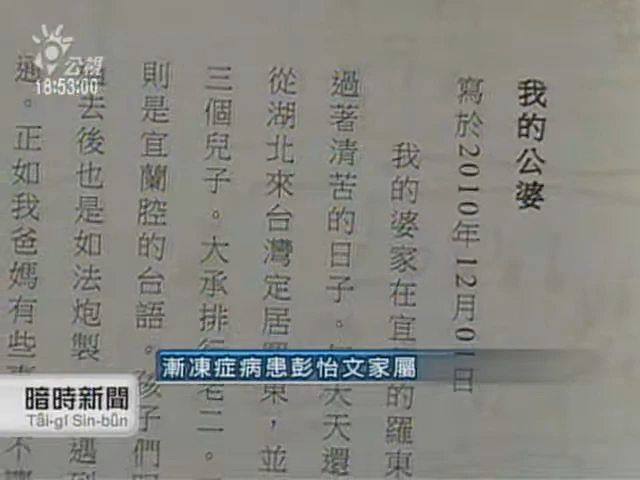 公視
18:53:00
我的公婆
寫於2010年12月01日
我的婆家在宜的羅東
過著清苦的日子。天還
從湖北來台灣定居東，並
三個兒子。大承排行老二。
則是宜蘭腔的台語。孩子們
去後也是如法炮製遇到
通。正如我爸媽有些不
漸凍症病患彭怡文家屬
暗時新聞
Tâi-gí Sin-bûn